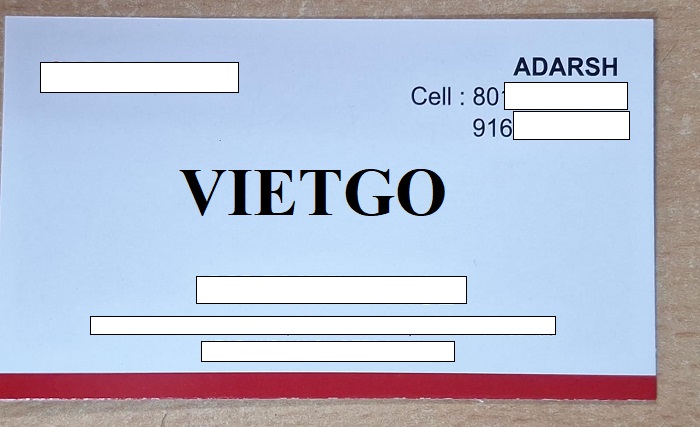 ADARSH
Cell : 801
916
VIETGO